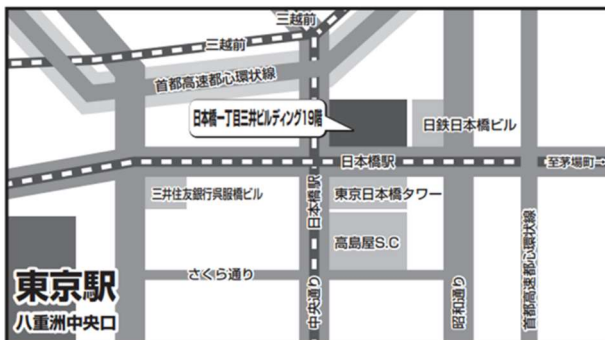 三越前
三越前
首都高速都心環状線
日本橋一丁目三井ビルディング19階
日鉄日本橋ビル
日本橋駅
至茅場町→
三井住友銀行呉服橋ビル
日本橋駅
東京日本橋タワー
高島屋S.C
さくら通り
中央通り
昭和通り
首都高速都心環状線
東京駅
八重洲中央口